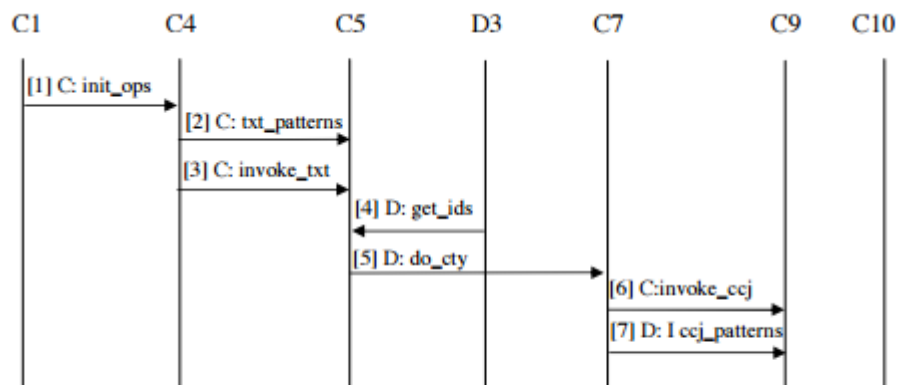 C1 C4 C5 D3 C7 C9 C10
[1] C: init_ops
[2] C: txt_patterns
[3] C: invoke_txt
[4] D: get_ids
[5] D: do_cty
[6] C:invoke_ccj
[7] D: I ccj_patterns